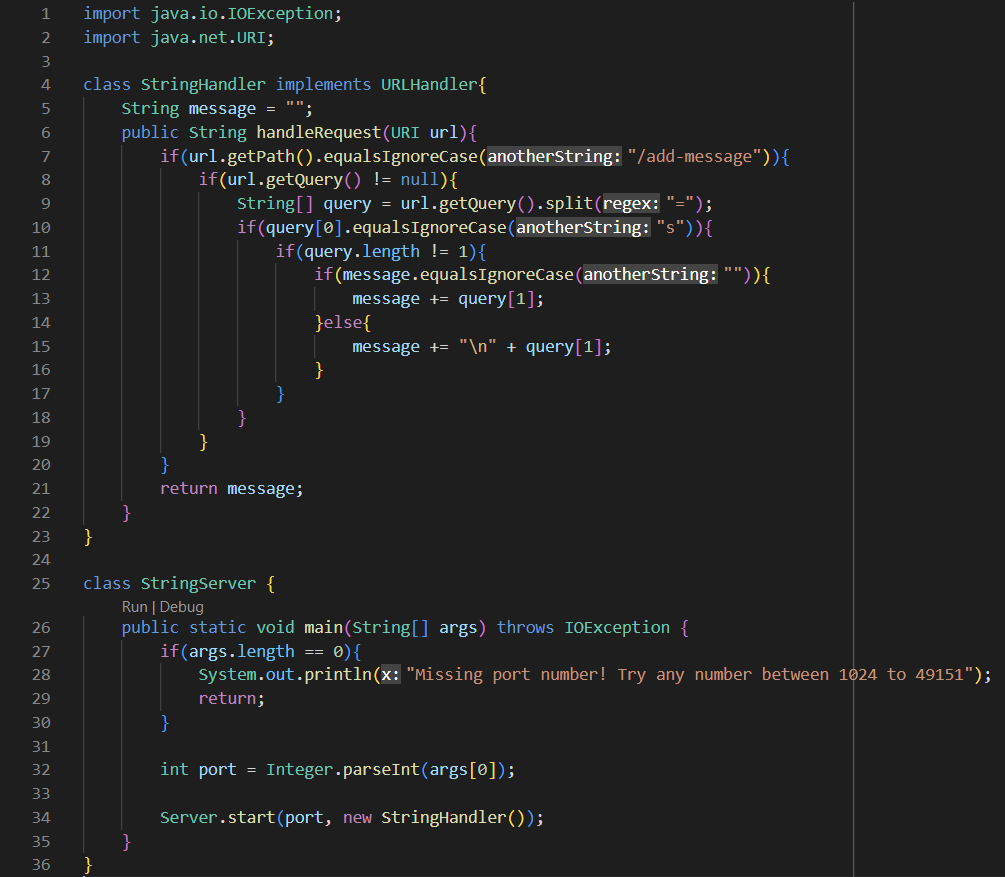 1 import java.io.IOException;
2 import java.net.URI;
3
4 class StringHandler implements URLHandler{
5     String message = "";
6     public String handleRequest(URI url){
7         if(url.getPath().equalsIgnoreCase(anotherString: "/add-message")){
8             if(url.getQuery() != null){
9                 String[] query = url.getQuery().split(regex: "=");
10                 if(query[0].equalsIgnoreCase(anotherString: "s")){
11                     if(query.length != 1){
12                         if(message.equalsIgnoreCase(anotherString: "")){
13                             message += query[1];
14                         }else{
15                             message += "\n" + query[1];
16                         }
17                     }
18                 }
19             }
20         }
21         return message;
22     }
23 }
24
25 class StringServer {
Run | Debug
26     public static void main(String[] args) throws IOException {
27         if(args.length == 0){
28             System.out.println(x: "Missing port number! Try any number between 1024 to 49151");
29             return;
30         }
31
32         int port = Integer.parseInt(args[0]);
33
34         Server.start(port, new StringHandler());
35     }
36 }